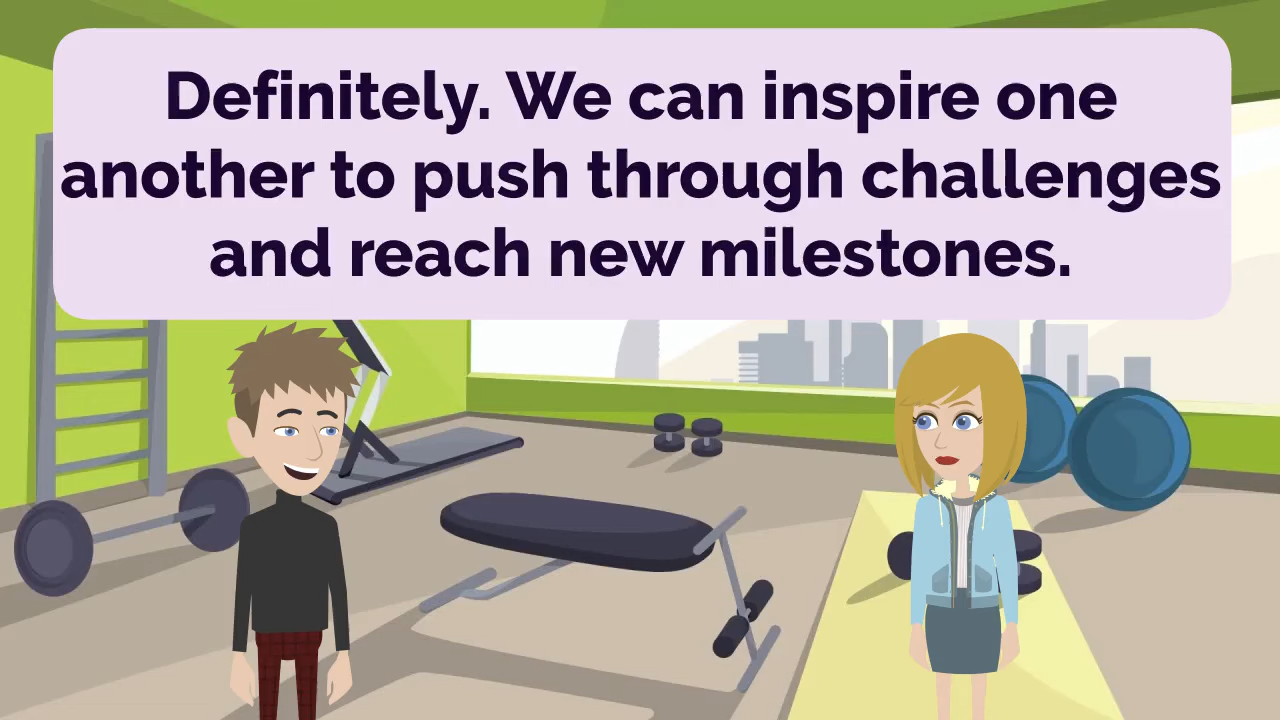 Definitely. We can inspire one
another to push through challenges
and reach new milestones.